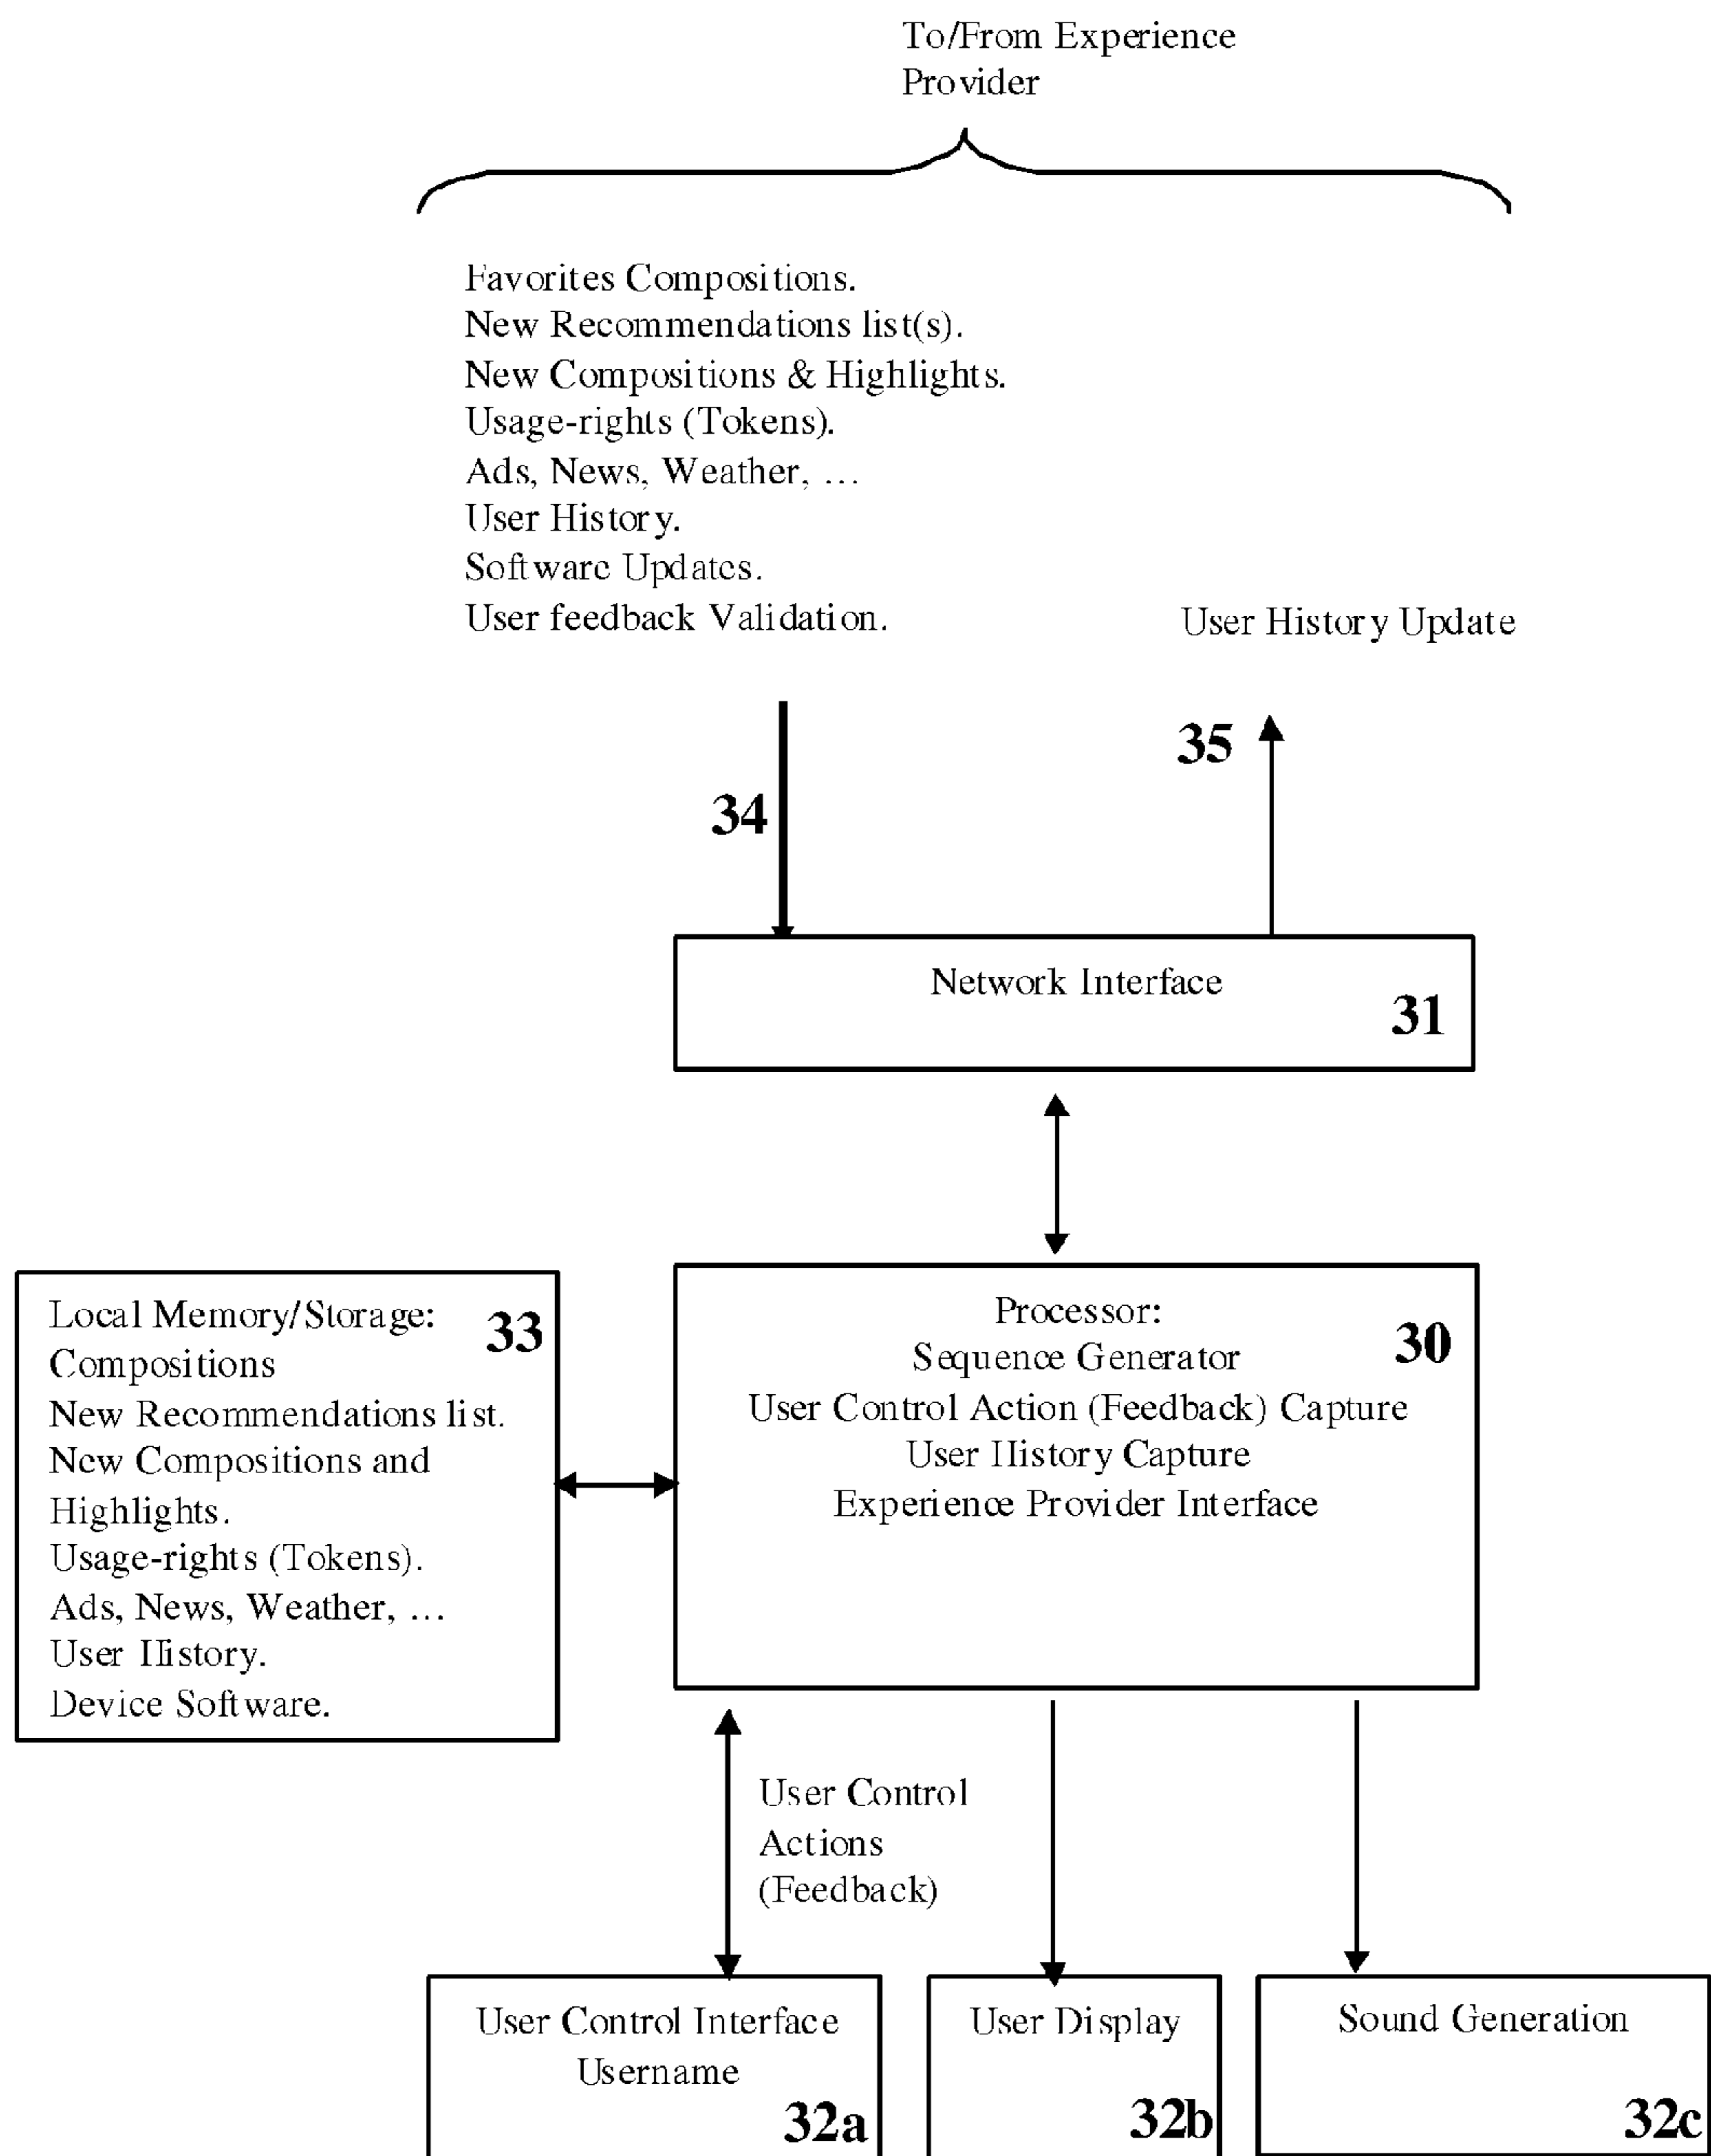 To/From Experience
Provider
Favorites Compositions.
New Recommendations list(s).
New Compositions & Highlights.
Usage-rights (Tokens).
Ads, News, Weather, …
User History.
Software Updates.
User feedback Validation.
User History Update
35
34
Network Interface
31
Local Memory/Storage:
33
Compositions
New Recommendations list.
New Compositions and
Highlights.
Usage-rights (Tokens).
Ads, News, Weather, …
User History.
Device Software.
Processor:
30
Sequence Generator
User Control Action (Feedback) Capture
User History Capture
Experience Provider Interface
User Control
Actions
(Feedback)
User Control Interface
Username
32a
User Display
32b
Sound Generation
32c